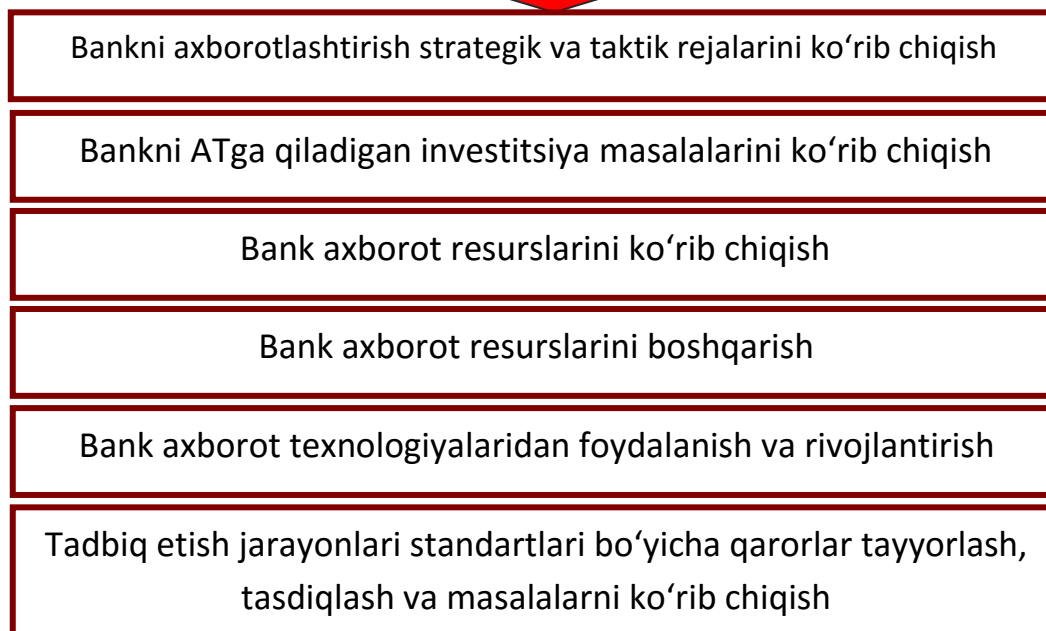 Bankni axborotlashtirish strategik va taktik rejalarini ko‘rib chiqish
Bankni ATga qiladigan investitsiya masalalarini ko‘rib chiqish
Bank axborot resurslarini ko‘rib chiqish
Bank axborot resurslarini boshqarish
Bank axborot texnologiyalaridan foydalanish va rivojlantirish
Tadbiq etish jarayonlari standartlari bo‘yicha qarorlar tayyorlash,
tasdiqlash va masalalarni ko‘rib chiqish